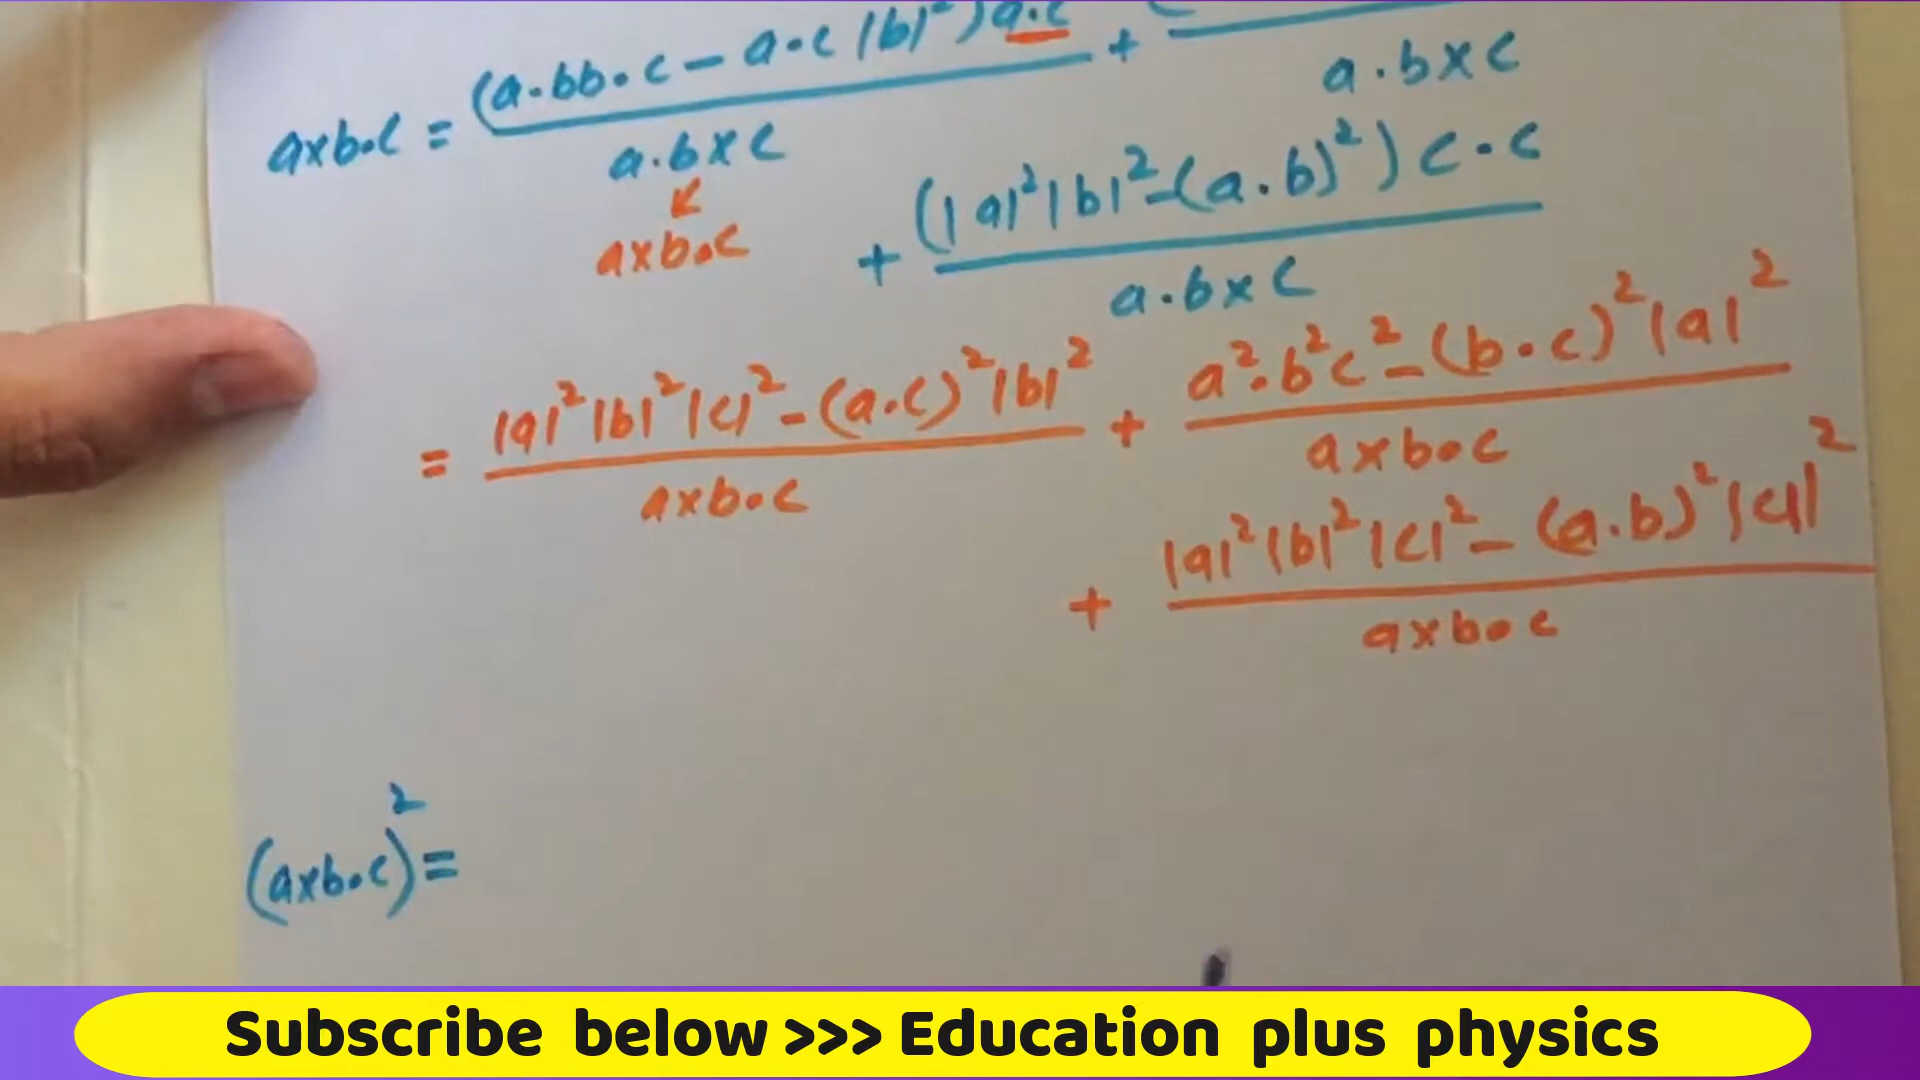 a×b·c = (a·bb·c − a·c |b|²) a·c +
a·b×c a·b×c
a×b·c + (|a|²|b|² − (a·b)²) c·c
a·b×c
= |a|²|b|²|c|² − (a.c)²|b|² + a²·b²c² − (b·c)²|a|²
a×b·c a×b·c
+ |a|²|b|²|c|² − (a.b)²|c|²
a×b·c
(a×b·c)² =
Subscribe below >>> Education plus physics